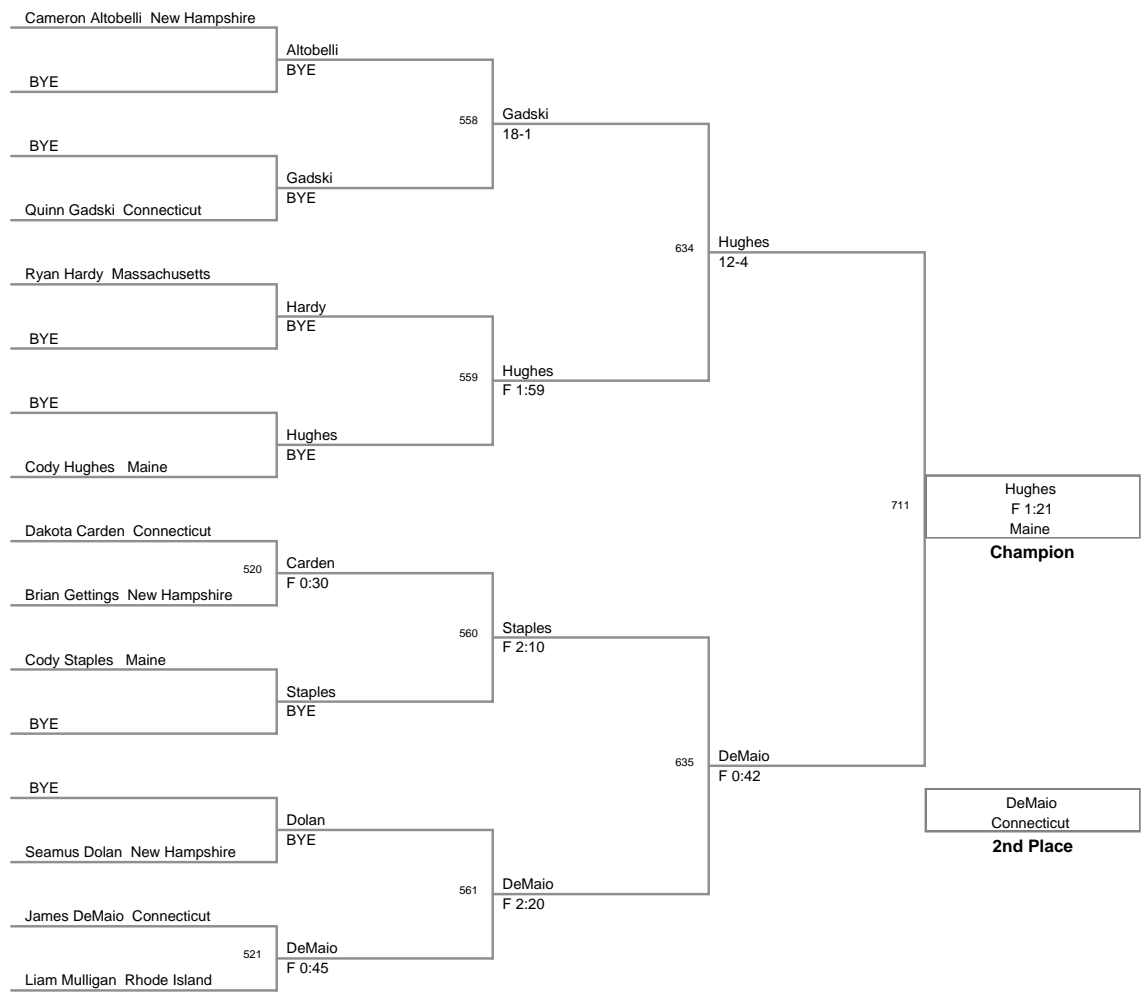 Cameron Altobelli New Hampshire
BYE
BYE
Quinn Gadski Connecticut
Ryan Hardy Massachusetts
BYE
BYE
Cody Hughes Maine
Dakota Carden Connecticut
520
Brian Gettings New Hampshire
Cody Staples Maine
BYE
BYE
Seamus Dolan New Hampshire
James DeMaio Connecticut
521
Liam Mulligan Rhode Island
Altobelli
BYE
558
Gadski
BYE
Hardy
BYE
559
Hughes
BYE
Carden
F 0:30
560
Staples
BYE
Dolan
BYE
561
DeMaio
F 0:45
Gadski
18-1
634
Hughes
F 1:59
Staples
F 2:10
635
DeMaio
F 2:20
Hughes
12-4
711
DeMaio
F 0:42
Hughes
F 1:21
Maine
Champion
DeMaio
Connecticut
2nd Place